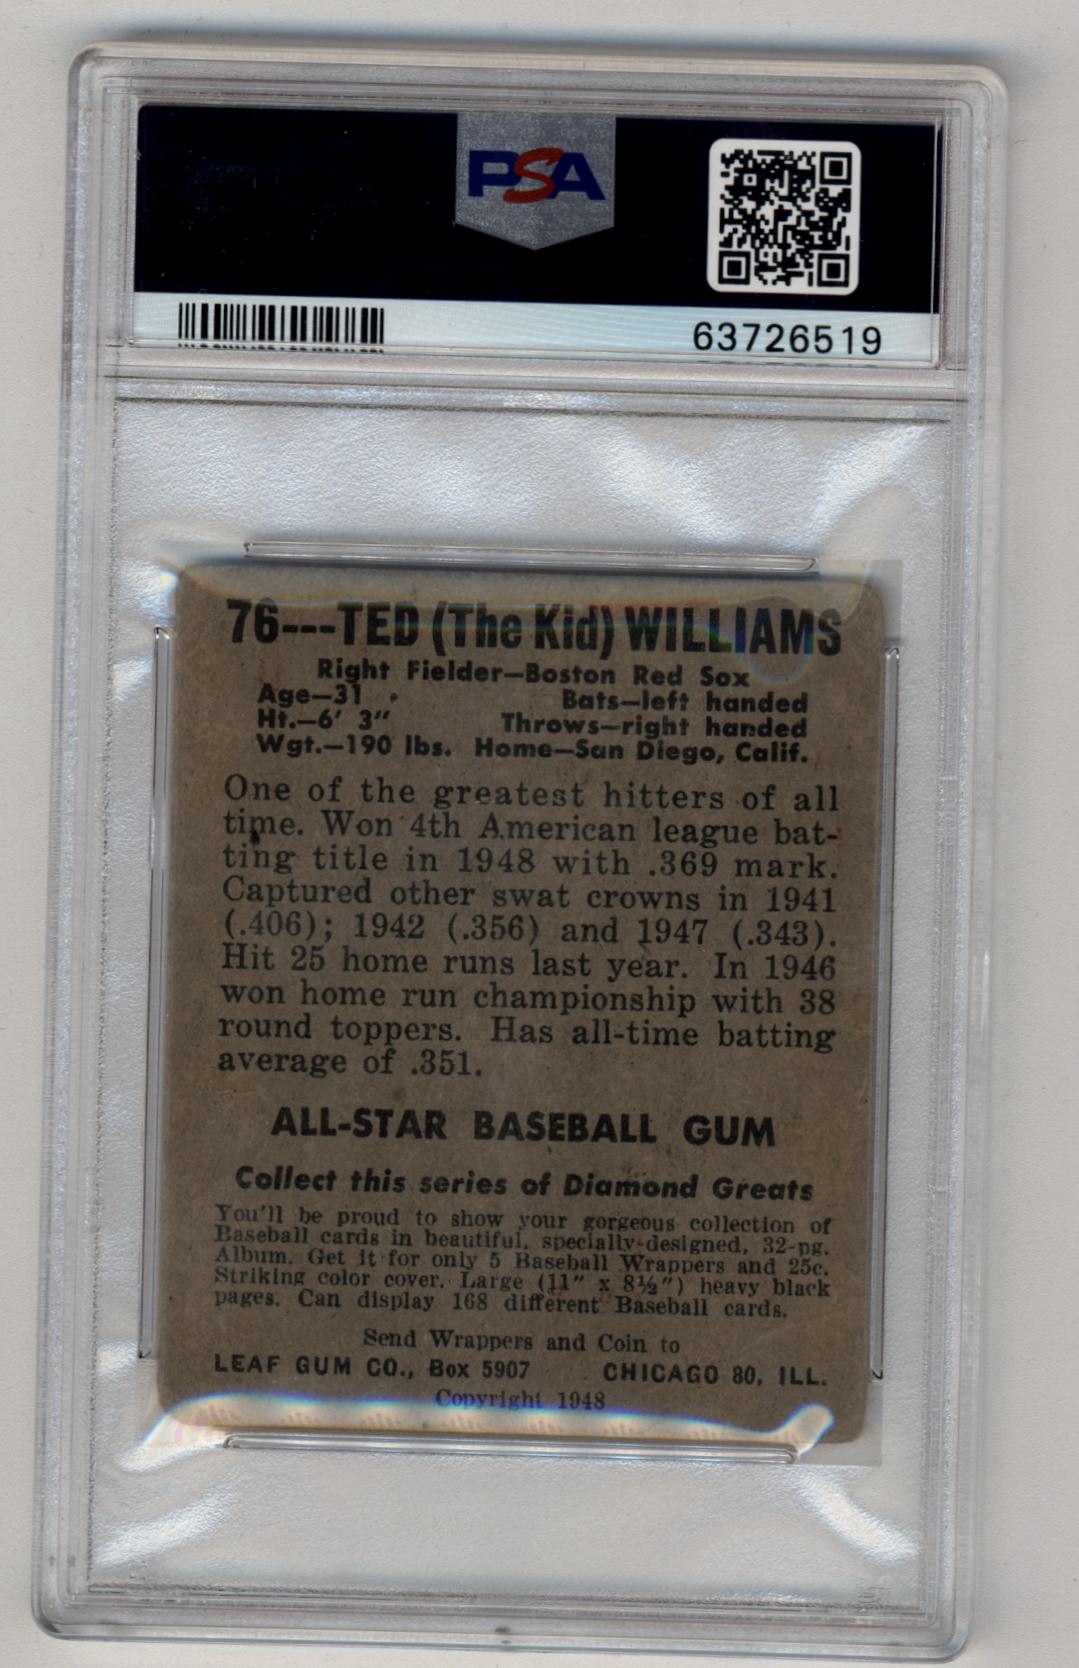 PSA
63726519
76---TED (The Kid) WILLIAMS
Right Fielder—Boston Red Sox
Age—31 Bats—left handed
Ht.—6' 3" Throws—right handed
Wgt.—190 lbs. Home—San Diego, Calif.
One of the greatest hitters of all
time. Won 4th American league bat-
ting title in 1948 with .369 mark.
Captured other swat crowns in 1941
(.406); 1942 (.356) and 1947 (.343).
Hit 25 home runs last year. In 1946
won home run championship with 38
round toppers. Has all-time batting
average of .351.
ALL-STAR BASEBALL GUM
Collect this series of Diamond Greats
You'll be proud to show your gorgeous collection of
Baseball cards in beautiful, specially-designed, 32-pg.
Album. Get it for only 5 Baseball Wrappers and 25c.
Striking color cover. Large (11" x 8½") heavy black
pages. Can display 168 different Baseball cards.
Send Wrappers and Coin to
LEAF GUM CO., Box 5907 CHICAGO 80, ILL.
Copyright 1948